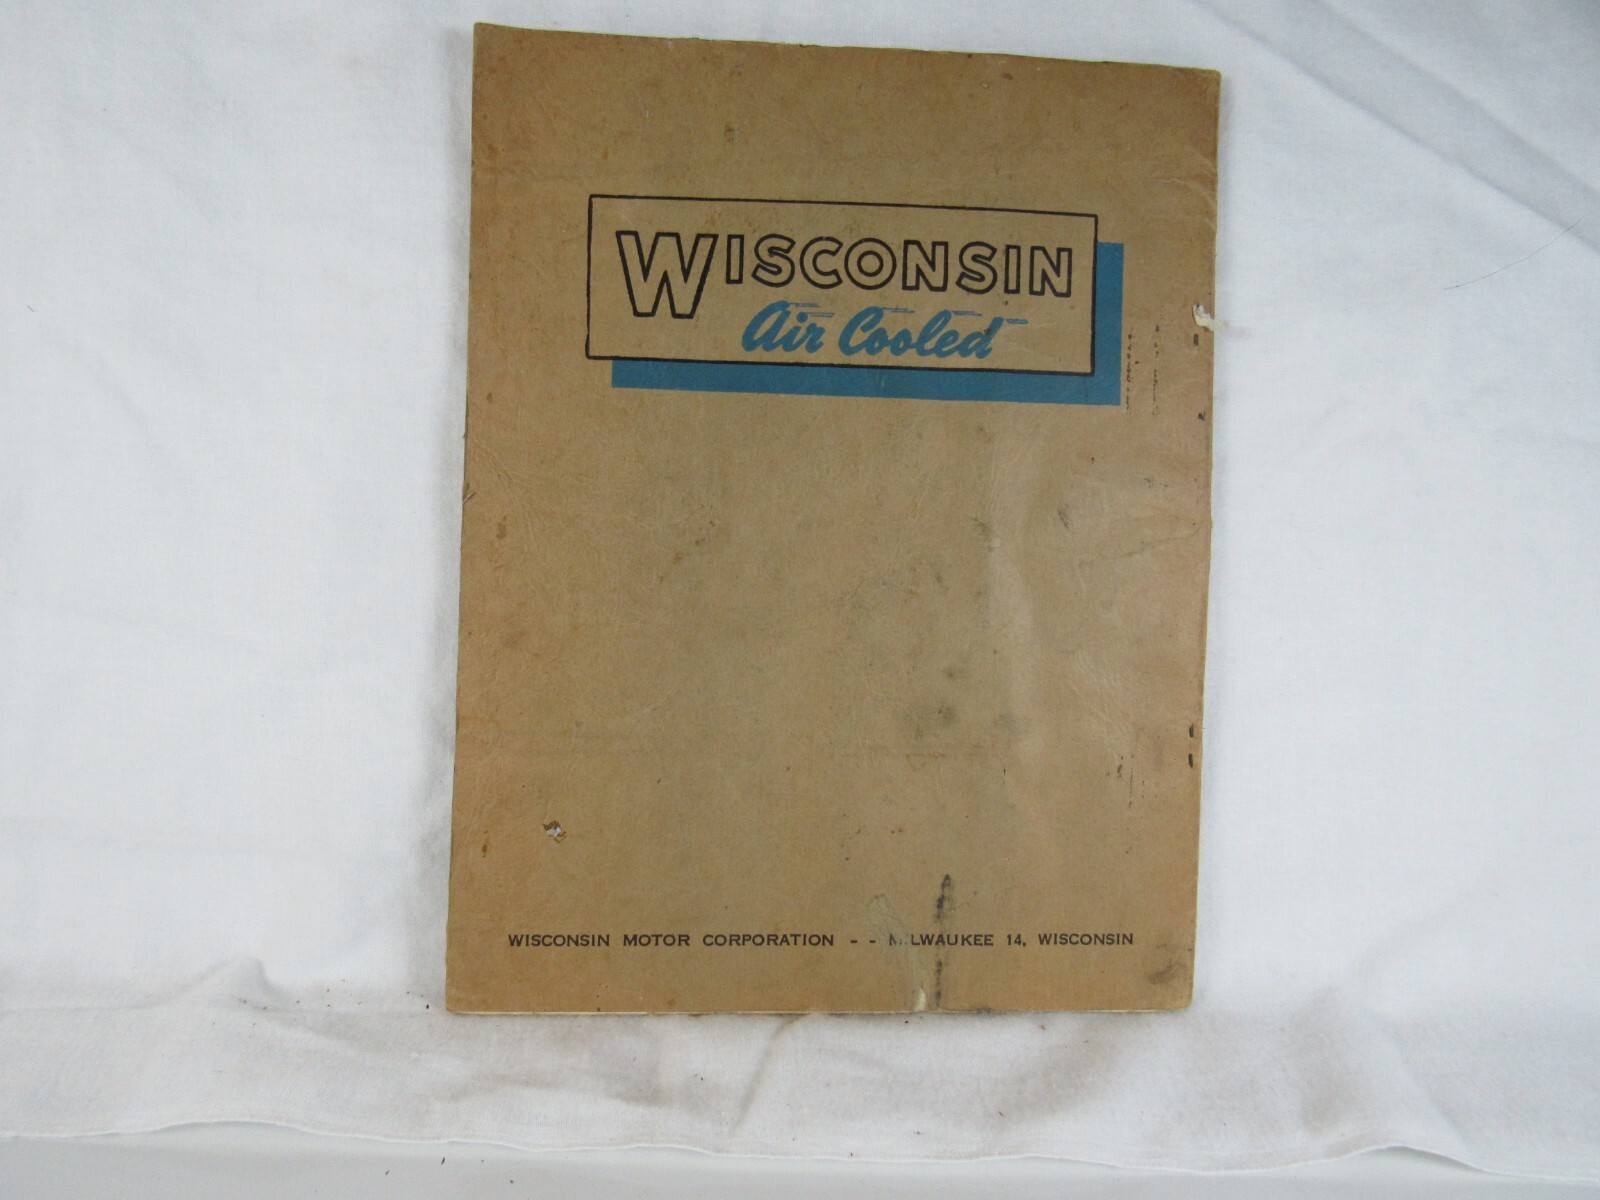 WISCONSIN
Air Cooled
WISCONSIN MOTOR CORPORATION - - MILWAUKEE 14, WISCONSIN